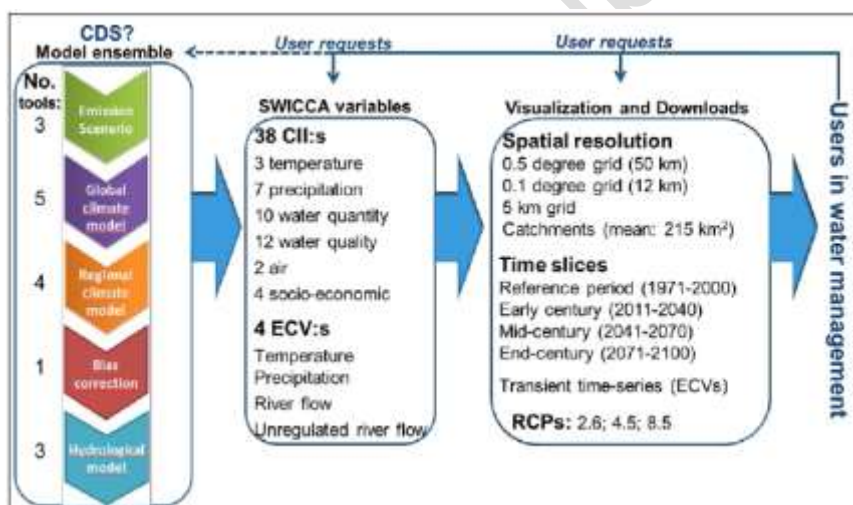 CDS?
Model ensemble
User requests
User requests
No.
tools:
3
Emission
Scenario
5
Global
climate
model
4
Regional
climate
model
1
Bias
correction
3
Hydrological
model
SWICCA variables
38 CII:s
3 temperature
7 precipitation
10 water quantity
12 water quality
2 air
4 socio-economic
4 ECV:s
Temperature
Precipitation
River flow
Unregulated river flow
Visualization and Downloads
Spatial resolution
0.5 degree grid (50 km)
0.1 degree grid (12 km)
5 km grid
Catchments (mean: 215 km²)
Time slices
Reference period (1971-2000)
Early century (2011-2040)
Mid-century (2041-2070)
End-century (2071-2100)
Transient time-series (ECVs)
RCPs: 2.6; 4.5; 8.5
Users in water management